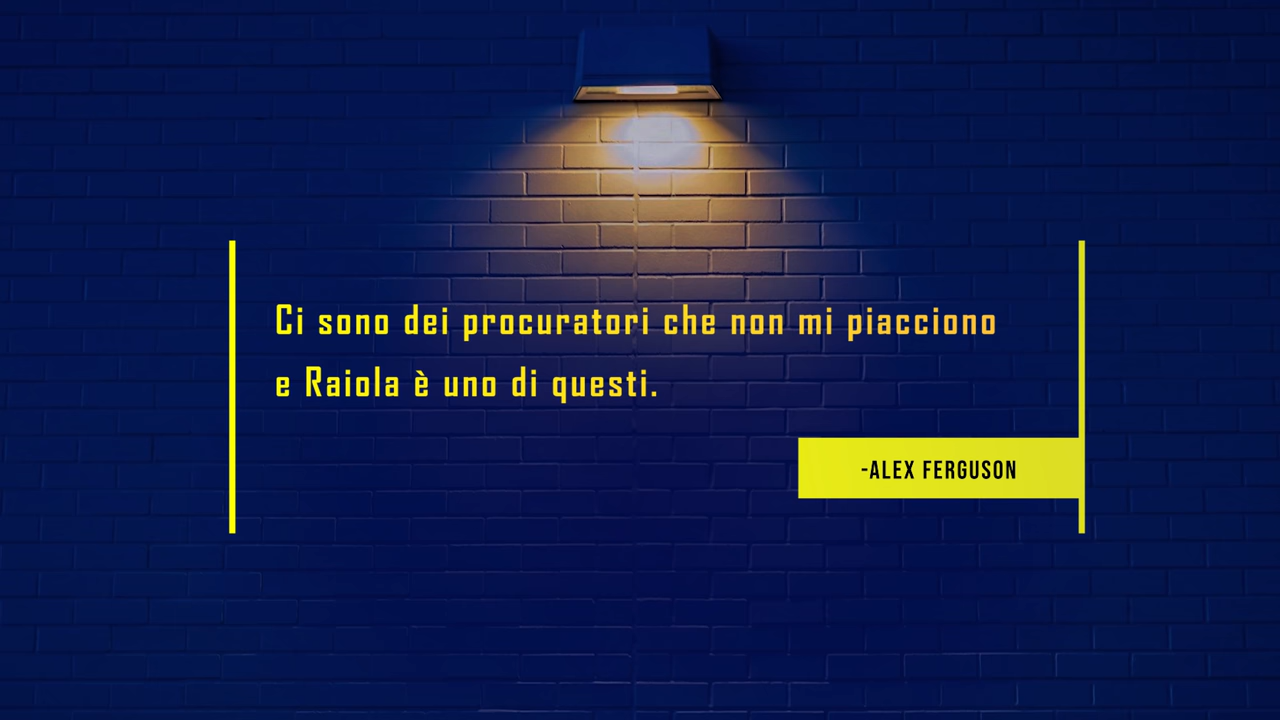 Ci sono dei procuratori che non mi piacciono
e Raiola è uno di questi.
-ALEX FERGUSON